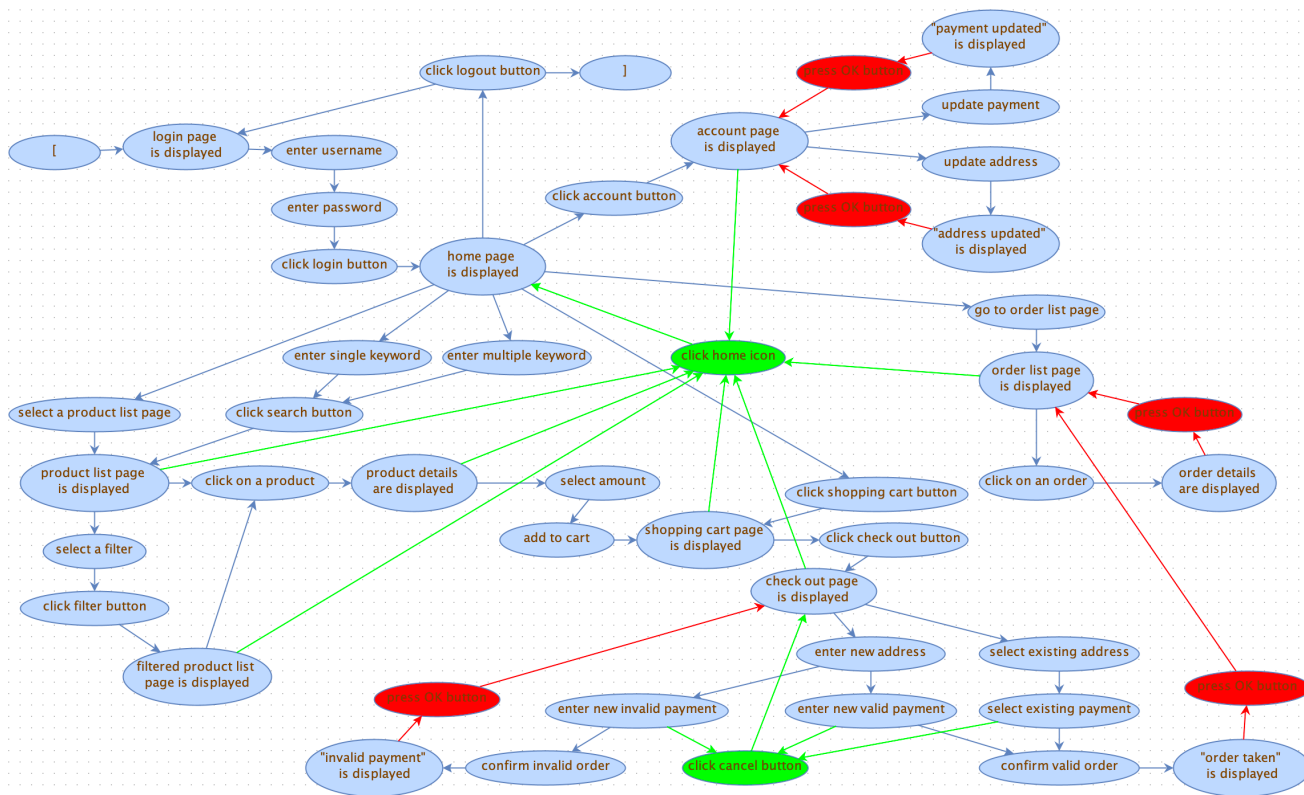 "payment updated"
is displayed
click logout button
]
press OK button
update payment
[
login page
is displayed
enter username
account page
is displayed
update address
click account button
enter password
press OK button
"address updated"
is displayed
click login button
home page
is displayed
go to order list page
enter single keyword
enter multiple keyword
click home icon
order list page
is displayed
select a product list page
click search button
press OK button
product list page
is displayed
click on a product
product details
are displayed
select amount
click shopping cart button
click on an order
order details
are displayed
add to cart
shopping cart page
is displayed
click check out button
select a filter
check out page
is displayed
click filter button
enter new address
select existing address
filtered product list
page is displayed
press OK button
enter new invalid payment
enter new valid payment
select existing payment
press OK button
"invalid payment"
is displayed
confirm invalid order
click cancel button
confirm valid order
"order taken"
is displayed